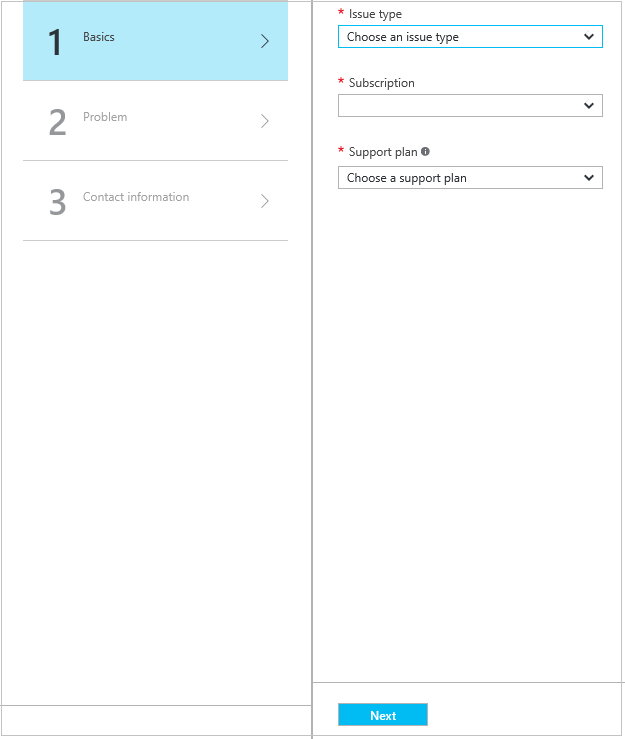 1 Basics
2 Problem
3 Contact information
* Issue type
Choose an issue type
* Subscription
* Support plan
Choose a support plan
Next